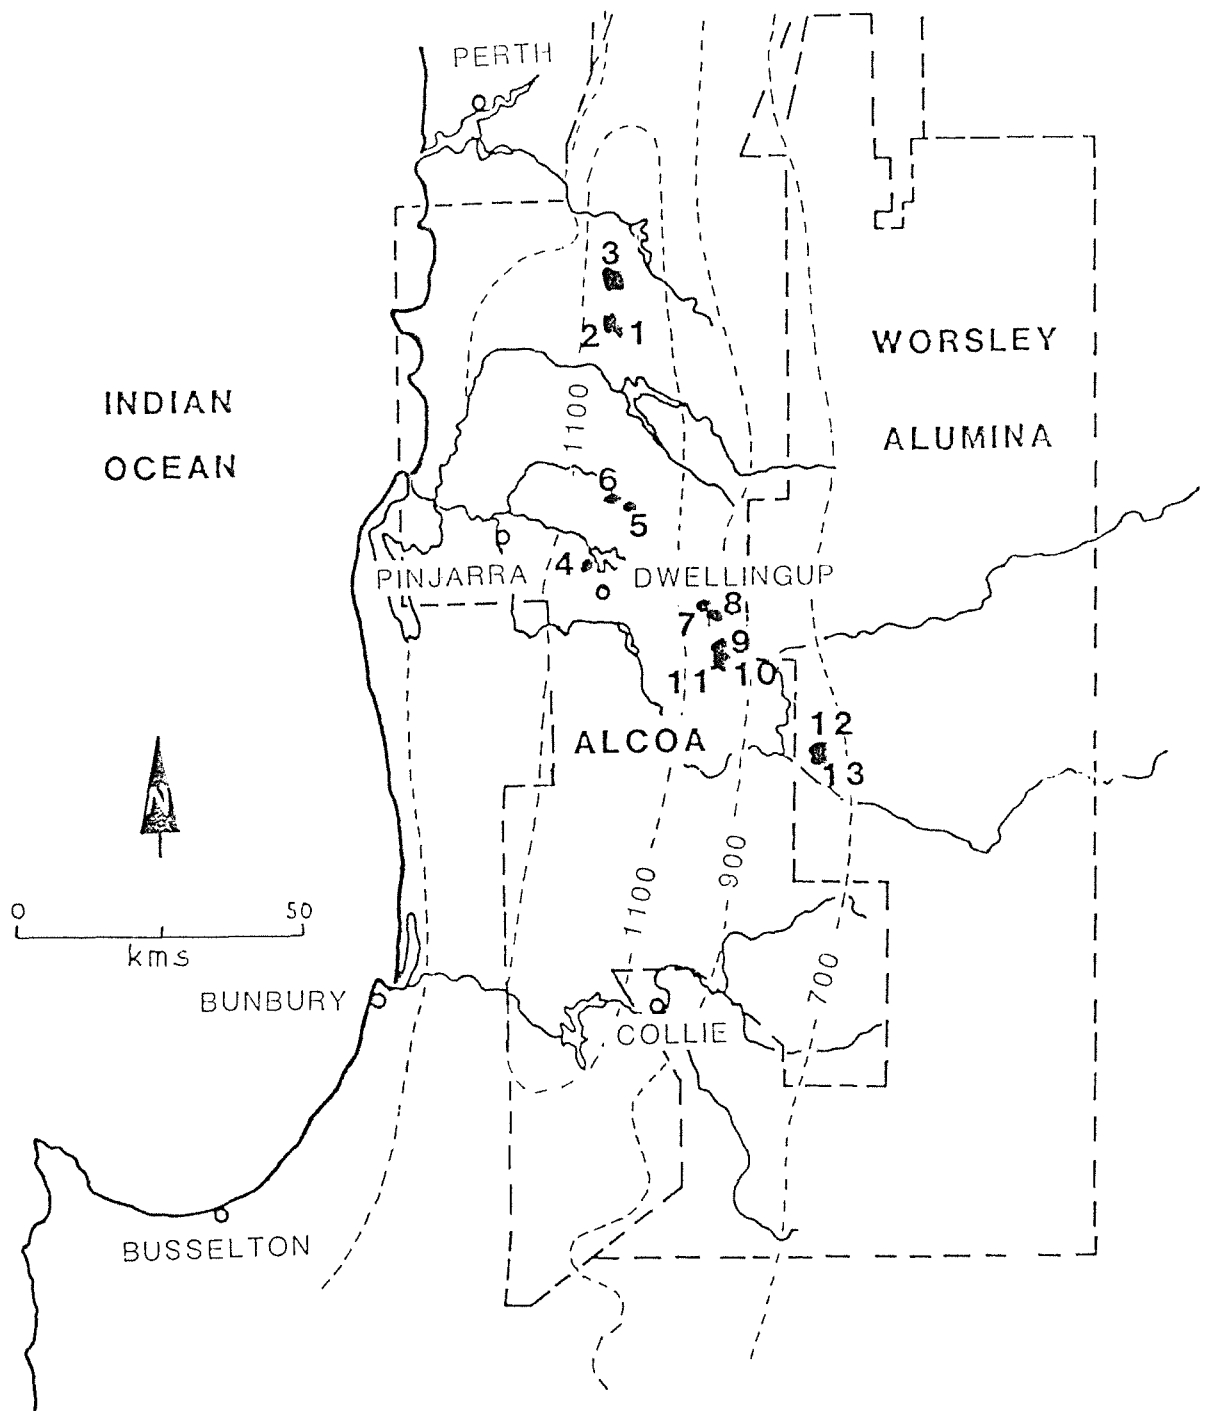 PERTH
3
2 1
WORSLEY
ALUMINA
INDIAN
OCEAN
1100
6
5
4
PINJARRA
DWELLINGUP
7 8
9
11 10
12
13
ALCOA
N
0 50
kms
1100
900
700
BUNBURY
COLLIE
BUSSELTON